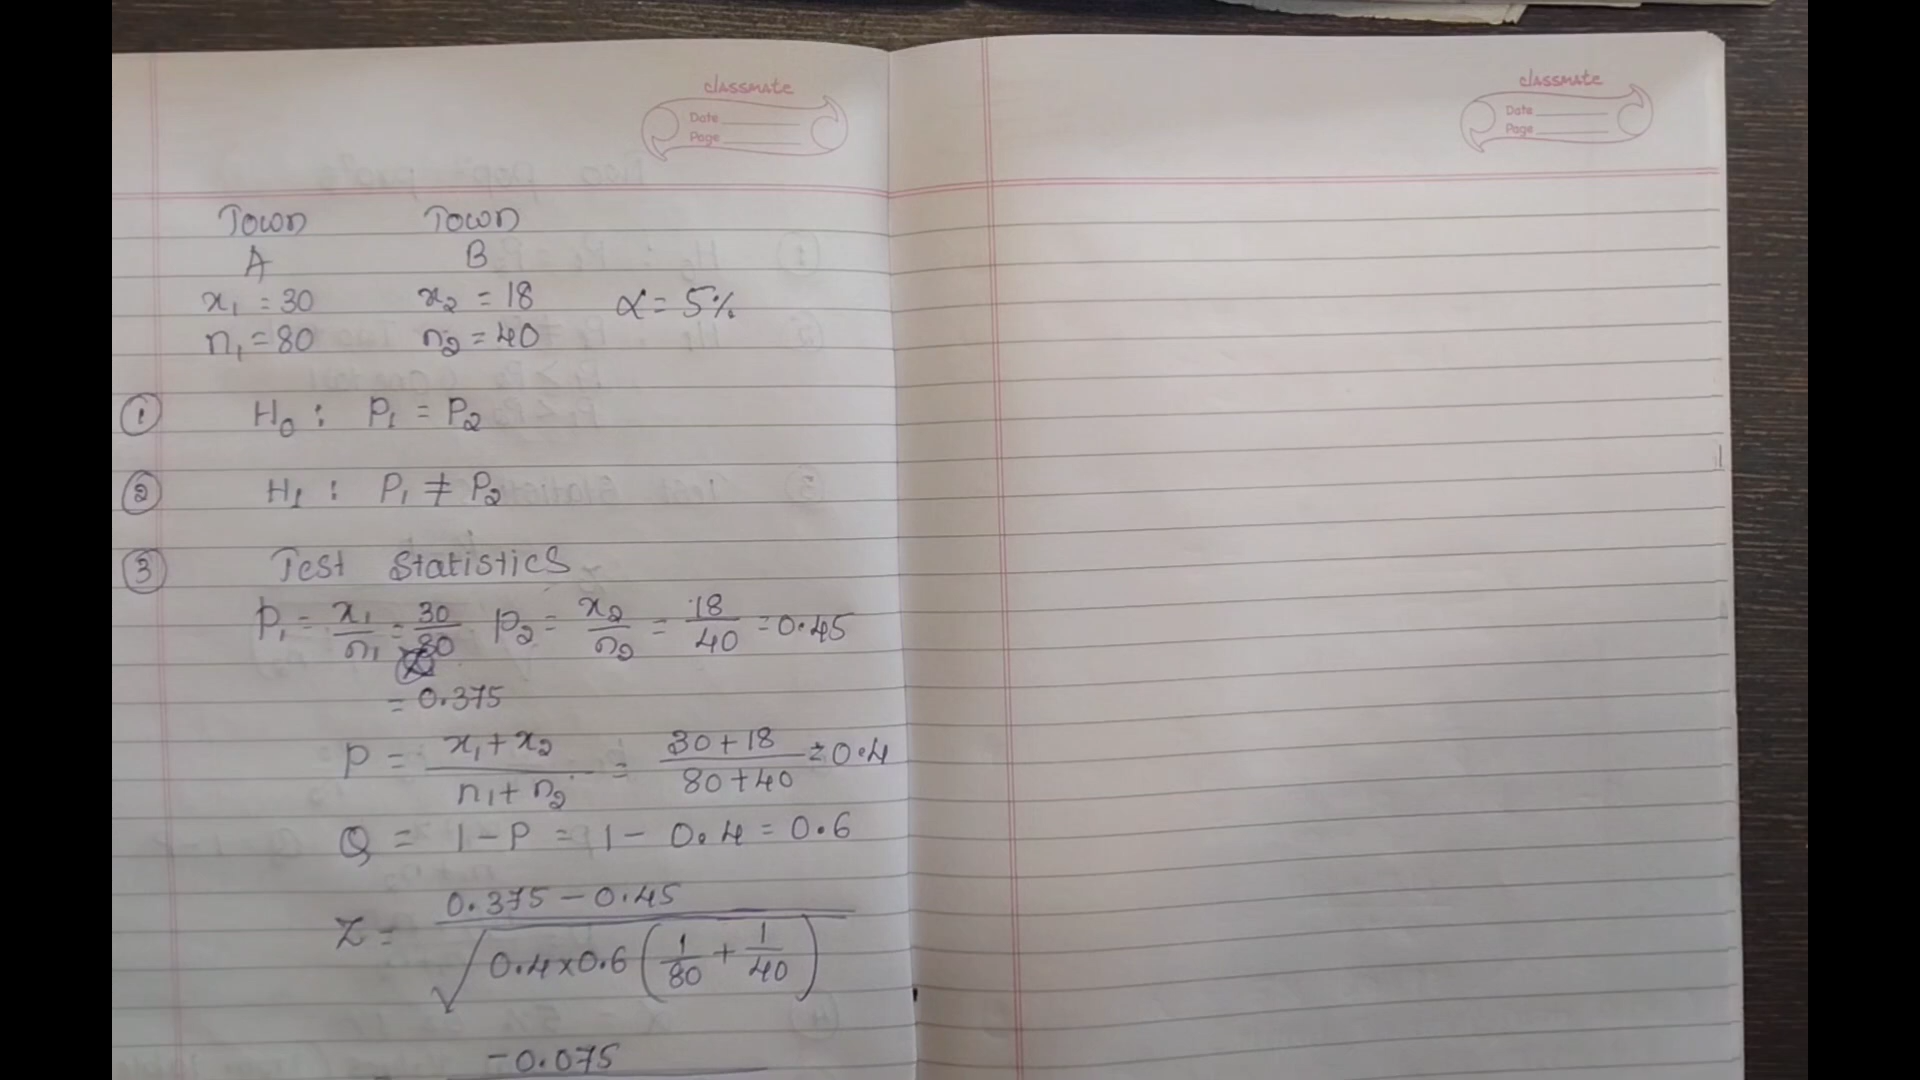 classmate
Date
Page
classmate
Date
Page
Town Town
A B
x₁ = 30 x₂ = 18 α = 5%
n₁ = 80 n₂ = 40
① H₀ : P₁ = P₂
② H₁ : P₁ ≠ P₂
③ Test Statistics
p₁ = x₁/n₁ = 30/80 p₂ = x₂/n₂ = 18/40 = 0.45
= 0.375
P = (x₁ + x₂)/(n₁ + n₂) = (30 + 18)/(80 + 40) = 0.4
Q = 1 - P = 1 - 0.4 = 0.6
Z = (0.375 - 0.45)/√(0.4 × 0.6 (1/80 + 1/40))
-0.075